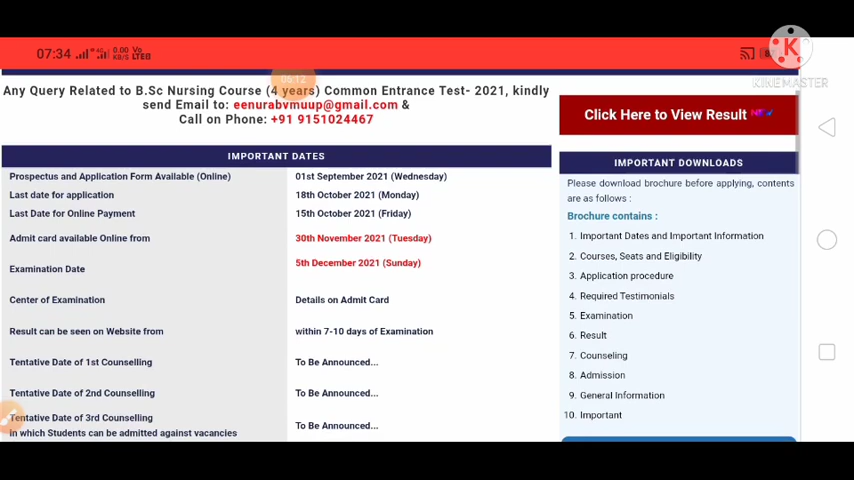 07:34
4G
0.00
KB/S
Vo
LTEB
K
KINEMASTER
05:12
Any Query Related to B.Sc Nursing Course (4 years) Common Entrance Test- 2021, kindly
send Email to: eenurabvmuup@gmail.com &
Call on Phone: +91 9151024467
Click Here to View Result
IMPORTANT DATES
Prospectus and Application Form Available (Online) 01st September 2021 (Wednesday)
Last date for application 18th October 2021 (Monday)
Last Date for Online Payment 15th October 2021 (Friday)
Admit card available Online from 30th November 2021 (Tuesday)
Examination Date 5th December 2021 (Sunday)
Center of Examination Details on Admit Card
Result can be seen on Website from within 7-10 days of Examination
Tentative Date of 1st Counselling To Be Announced...
Tentative Date of 2nd Counselling To Be Announced...
Tentative Date of 3rd Counselling
in which Students can be admitted against vacancies To Be Announced...
IMPORTANT DOWNLOADS
Please download brochure before applying, contents
are as follows :
Brochure contains :
1. Important Dates and Important Information
2. Courses, Seats and Eligibility
3. Application procedure
4. Required Testimonials
5. Examination
6. Result
7. Counseling
8. Admission
9. General Information
10. Important